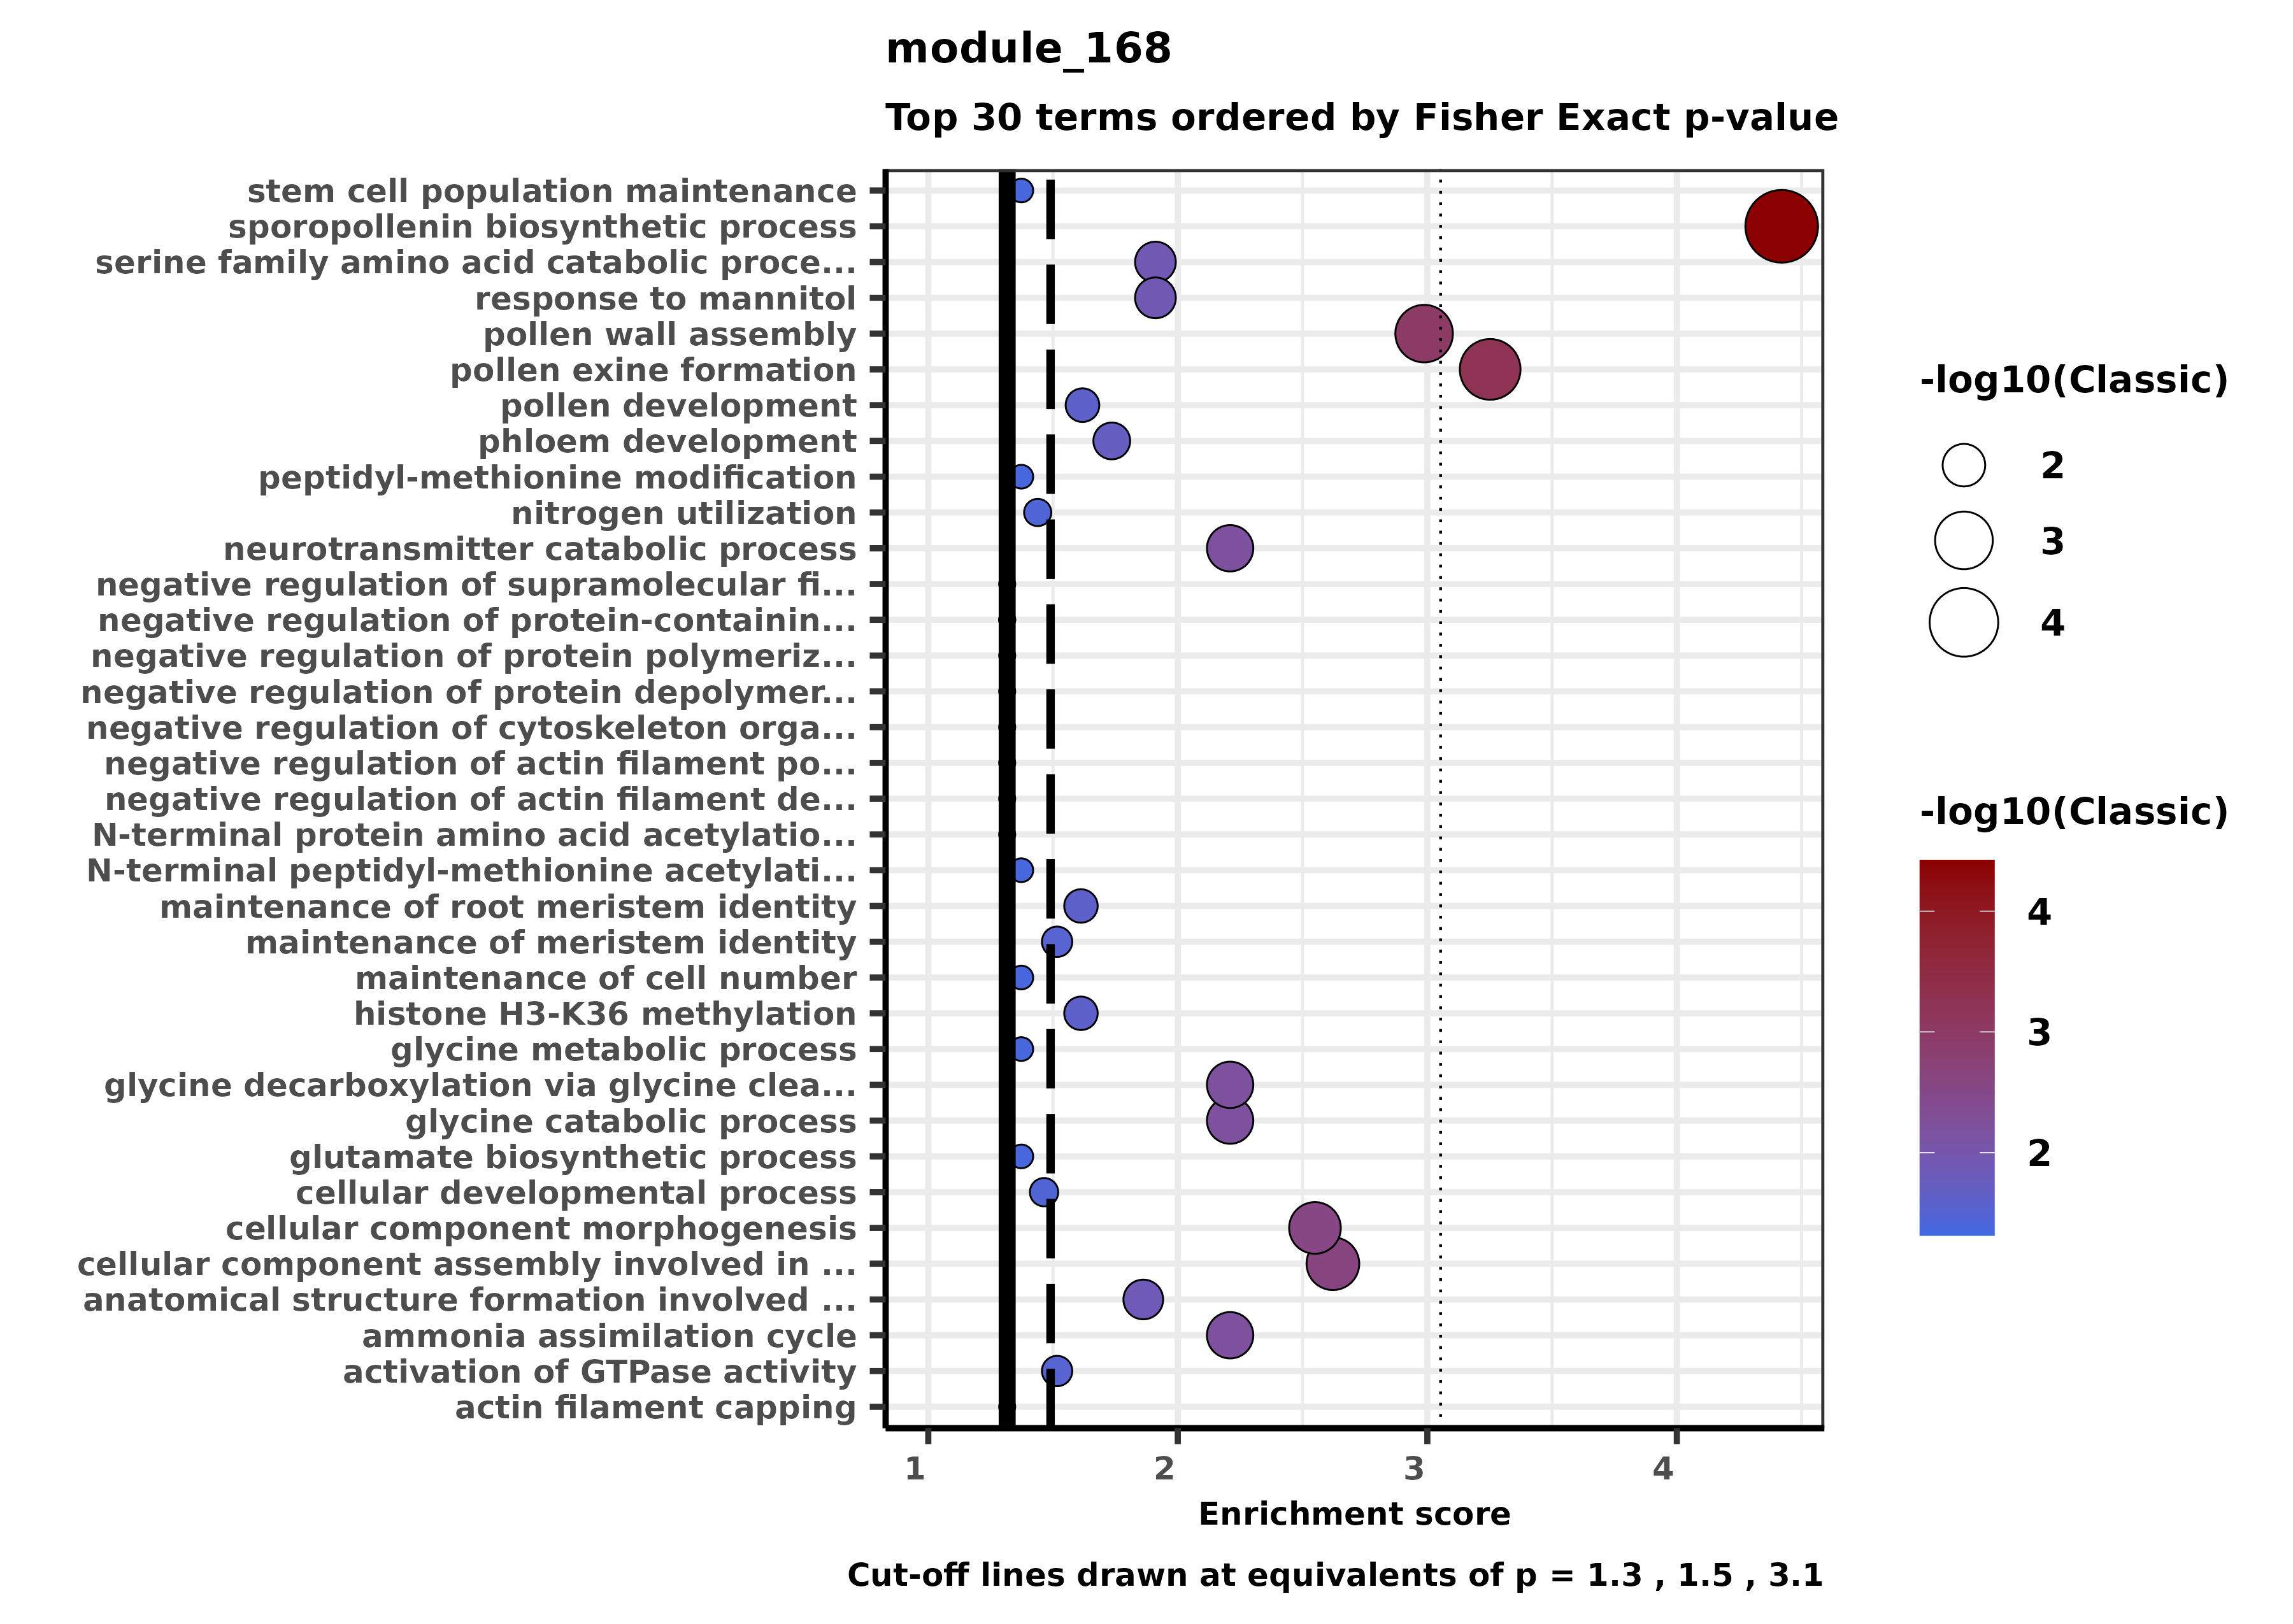 module_168
Top 30 terms ordered by Fisher Exact p-value
stem cell population maintenance
sporopollenin biosynthetic process
serine family amino acid catabolic proce...
response to mannitol
pollen wall assembly
pollen exine formation
pollen development
phloem development
peptidyl-methionine modification
nitrogen utilization
neurotransmitter catabolic process
negative regulation of supramolecular fi...
negative regulation of protein-containin...
negative regulation of protein polymeriz...
negative regulation of protein depolymer...
negative regulation of cytoskeleton orga...
negative regulation of actin filament po...
negative regulation of actin filament de...
N-terminal protein amino acid acetylatio...
N-terminal peptidyl-methionine acetylati...
maintenance of root meristem identity
maintenance of meristem identity
maintenance of cell number
histone H3-K36 methylation
glycine metabolic process
glycine decarboxylation via glycine clea...
glycine catabolic process
glutamate biosynthetic process
cellular developmental process
cellular component morphogenesis
cellular component assembly involved in ...
anatomical structure formation involved ...
ammonia assimilation cycle
activation of GTPase activity
actin filament capping
1 2 3 4
Enrichment score
Cut-off lines drawn at equivalents of p = 1.3 , 1.5 , 3.1
-log10(Classic)
2
3
4
-log10(Classic)
4
3
2